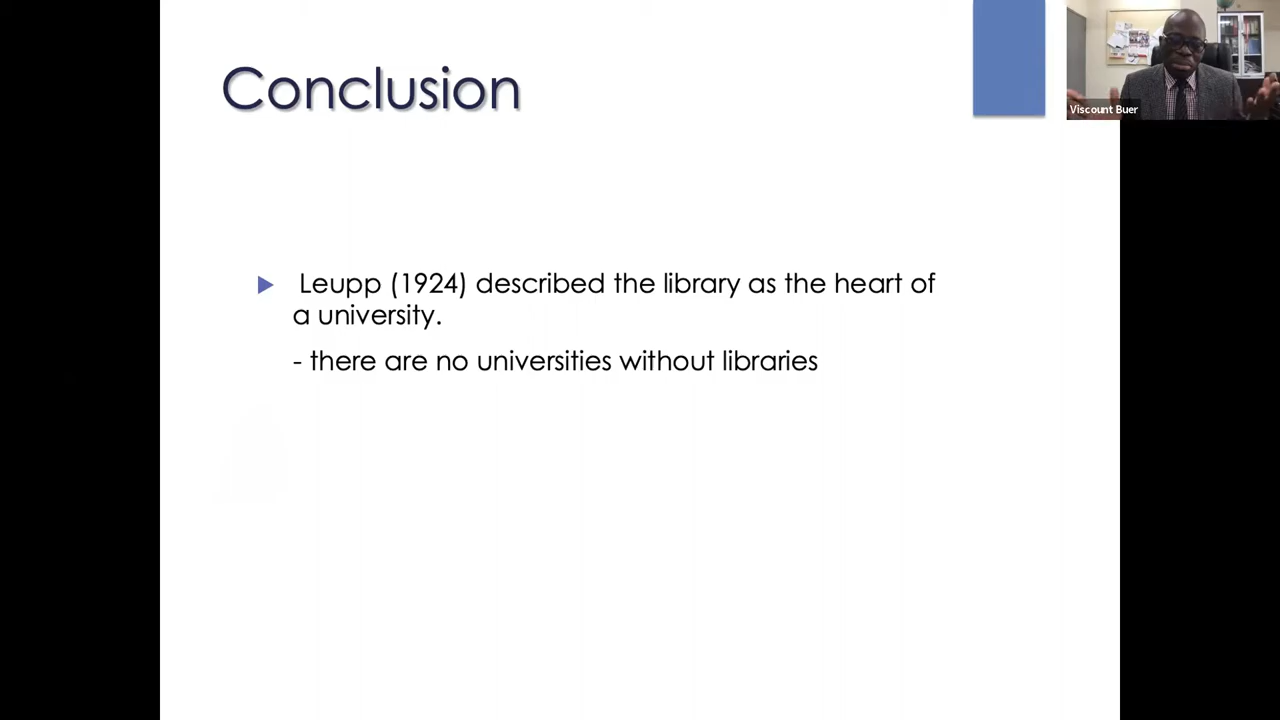 Conclusion
Viscount Buer
Leupp (1924) described the library as the heart of
a university.
- there are no universities without libraries